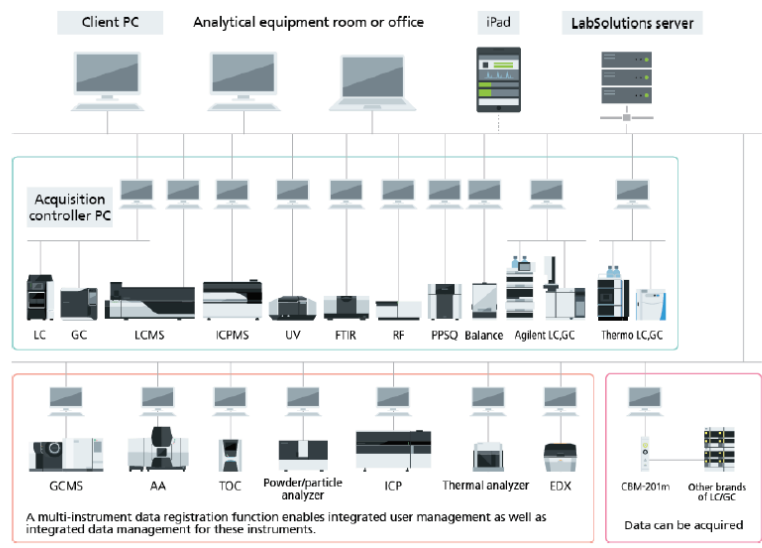 Client PC
Analytical equipment room or office
iPad
LabSolutions server
Acquisition
controller PC
LC
GC
LCMS
ICPMS
UV
FTIR
RF
PPSQ
Balance
Agilent LC,GC
Thermo LC,GC
GCMS
AA
TOC
Powder/particle
analyzer
ICP
Thermal analyzer
EDX
CBM-201m
Other brands
of LC/GC
A multi-instrument data registration function enables integrated user management as well as
integrated data management for these instruments.
Data can be acquired